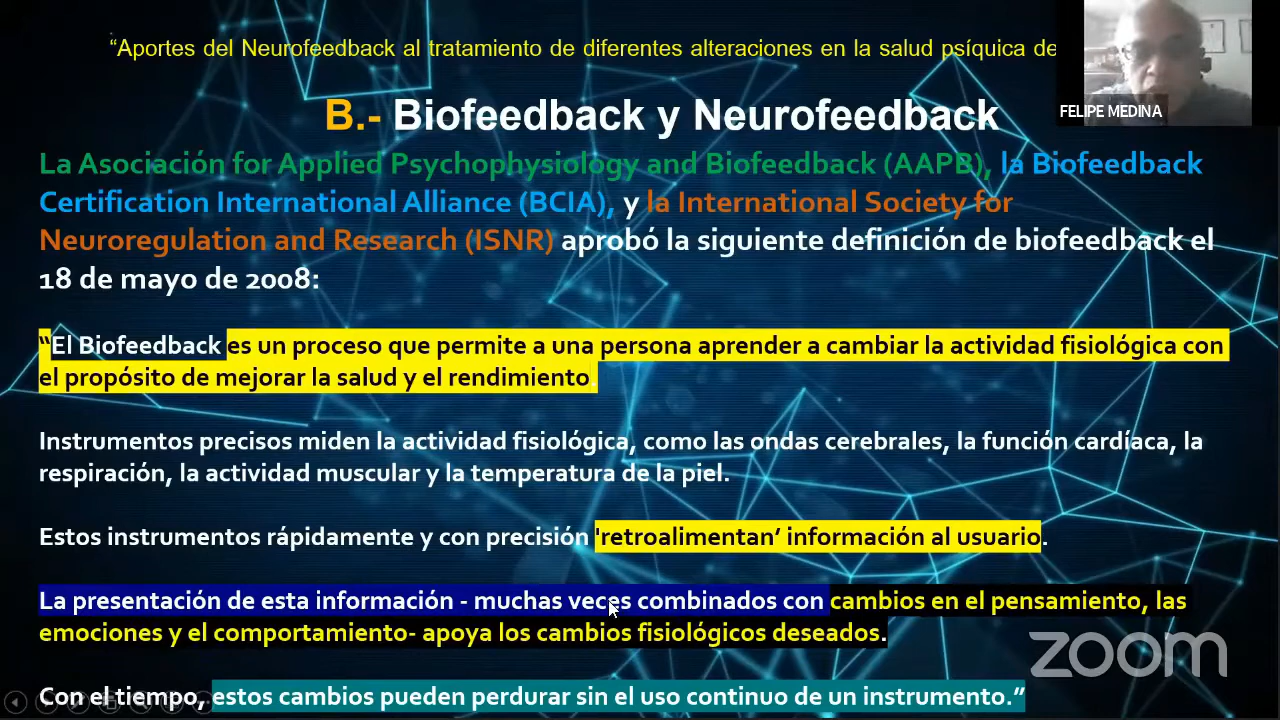 “Aportes del Neurofeedback al tratamiento de diferentes alteraciones en la salud psíquica de
FELIPE MEDINA
B.- Biofeedback y Neurofeedback
La Asociación for Applied Psychophysiology and Biofeedback (AAPB), la Biofeedback
Certification International Alliance (BCIA), y la International Society for
Neuroregulation and Research (ISNR) aprobó la siguiente definición de biofeedback el
18 de mayo de 2008:
“El Biofeedback es un proceso que permite a una persona aprender a cambiar la actividad fisiológica con
el propósito de mejorar la salud y el rendimiento.
Instrumentos precisos miden la actividad fisiológica, como las ondas cerebrales, la función cardíaca, la
respiración, la actividad muscular y la temperatura de la piel.
Estos instrumentos rápidamente y con precisión 'retroalimentan’ información al usuario.
La presentación de esta información - muchas veces combinados con cambios en el pensamiento, las
emociones y el comportamiento- apoya los cambios fisiológicos deseados.
zoom
Con el tiempo, estos cambios pueden perdurar sin el uso continuo de un instrumento.”